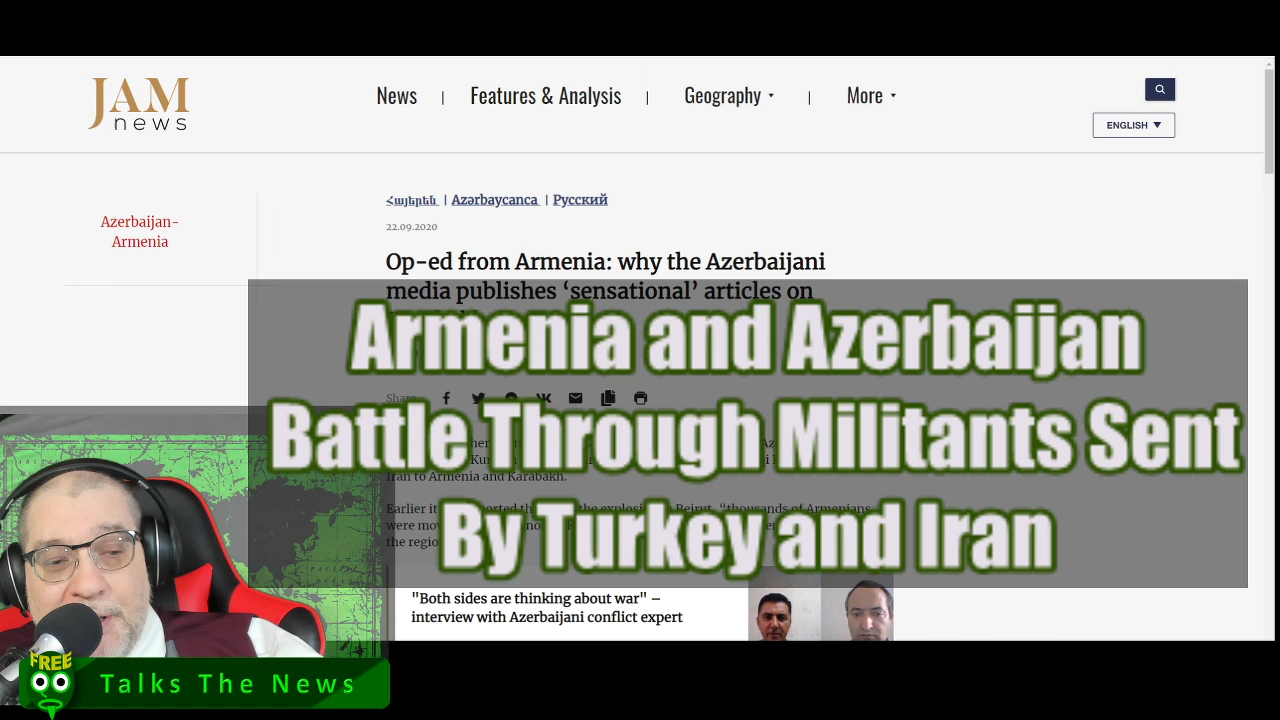 JAM
news
News | Features & Analysis | Geography | More
ENGLISH
Հայերեն | Azərbaycanca | Русский
22.09.2020
Azerbaijan-
Armenia
Op-ed from Armenia: why the Azerbaijani
media publishes ‘sensational’ articles on
Armenia and Azerbaijan
Battle Through Militants Sent
By Turkey and Iran
Share
Iran to Armenia and Karabakh.
Earlier it
"Both sides are thinking about war" –
interview with Azerbaijani conflict expert
FREE
Talks The News